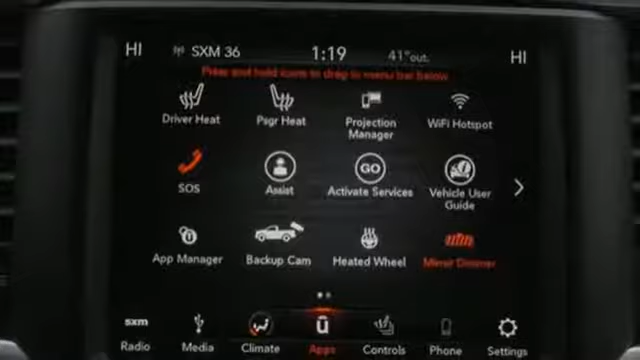 HI SXM 36 1:19 41°out. HI
Press and hold icons to drag to menu bar below
Driver Heat Psgr Heat Projection Manager WiFi Hotspot
SOS Assist GO Activate Services Vehicle User Guide
App Manager Backup Cam Heated Wheel Mirror Dimmer
sxm
Radio Media Climate Apps Controls Phone Settings